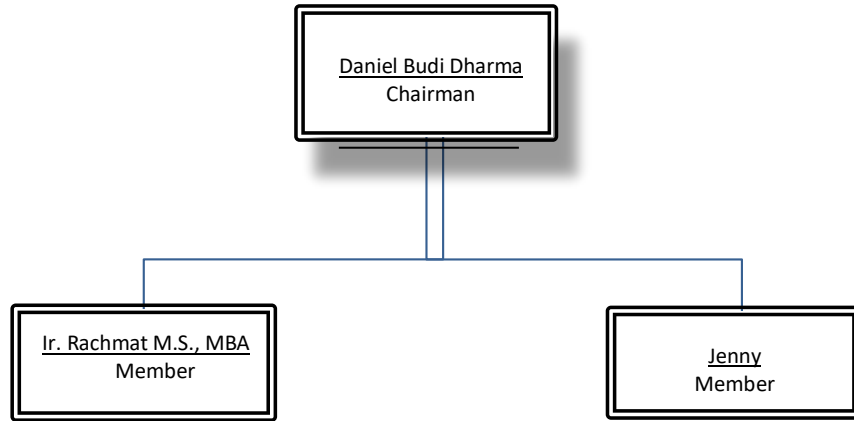 Daniel Budi Dharma
Chairman
Ir. Rachmat M.S., MBA
Member
Jenny
Member